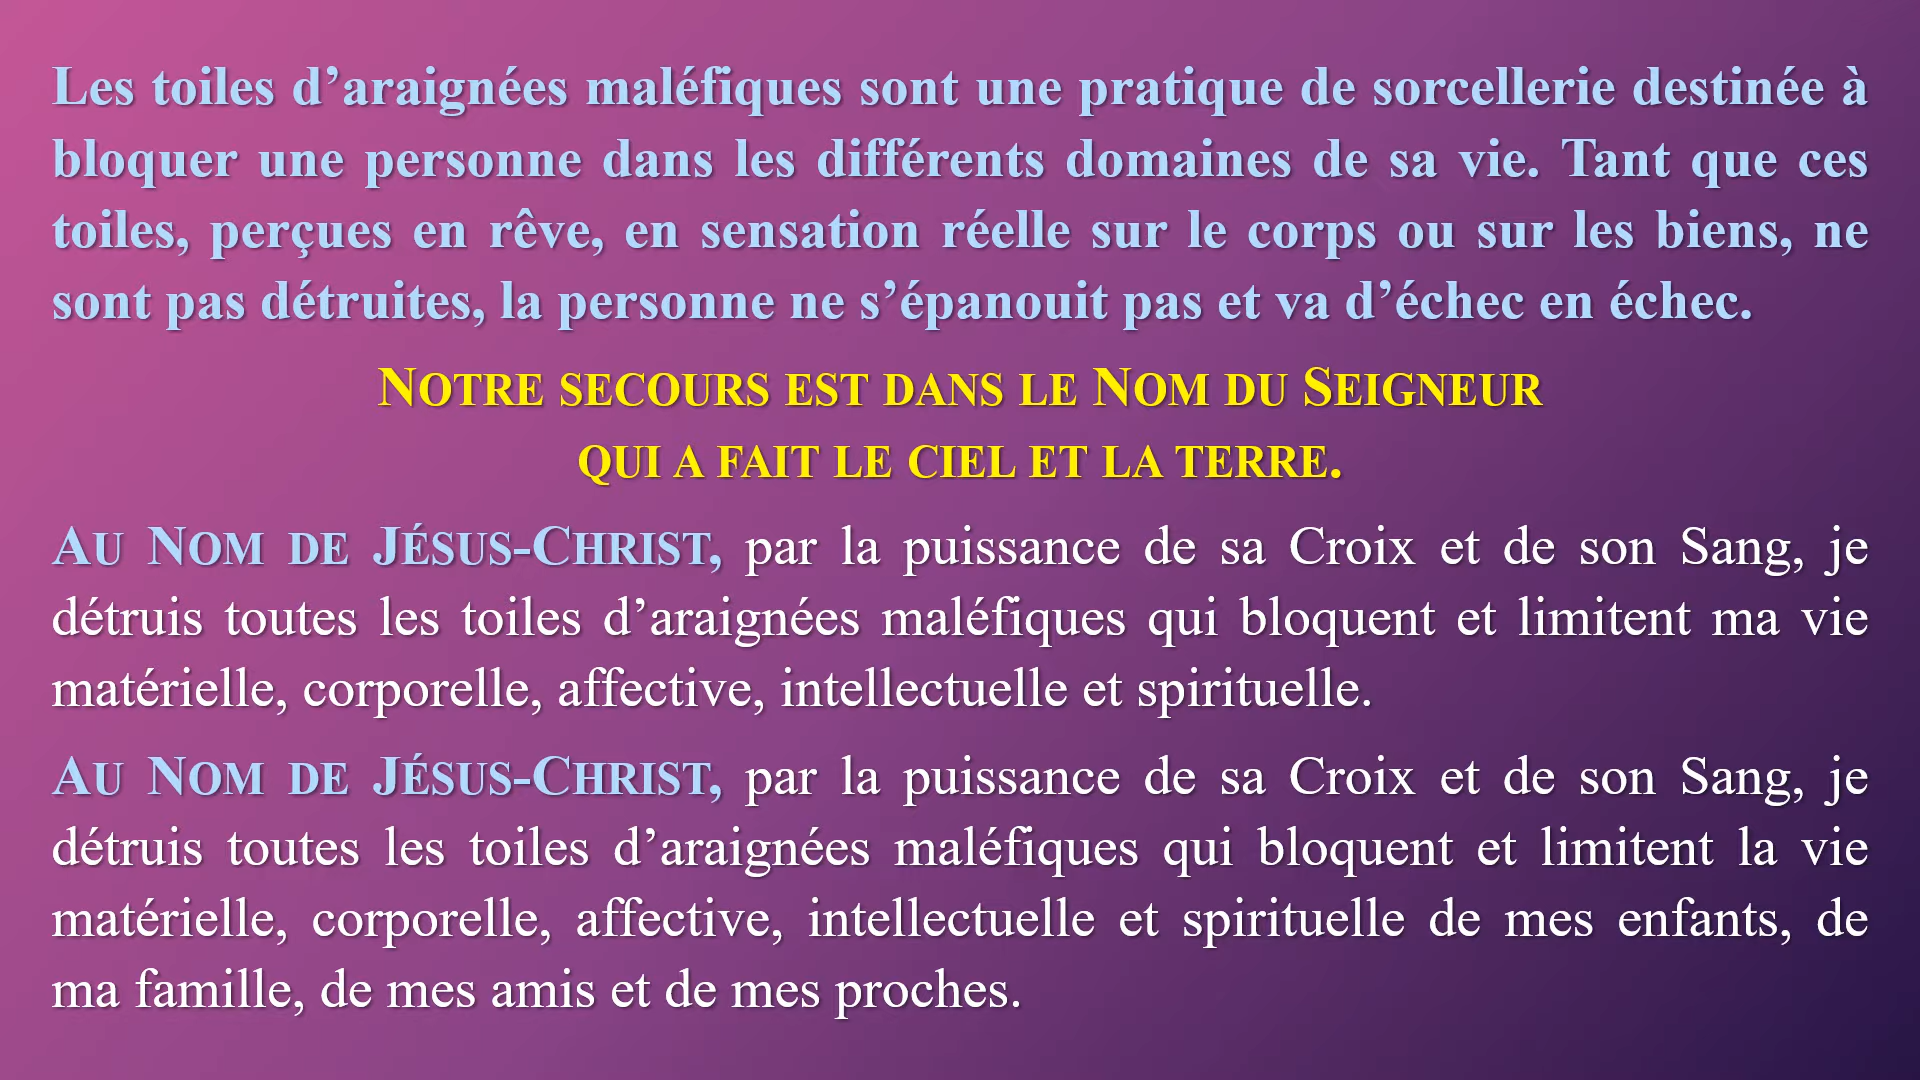 Les toiles d’araignées maléfiques sont une pratique de sorcellerie destinée à
bloquer une personne dans les différents domaines de sa vie. Tant que ces
toiles, perçues en rêve, en sensation réelle sur le corps ou sur les biens, ne
sont pas détruites, la personne ne s’épanouit pas et va d’échec en échec.
NOTRE SECOURS EST DANS LE NOM DU SEIGNEUR
QUI A FAIT LE CIEL ET LA TERRE.
AU NOM DE JÉSUS-CHRIST, par la puissance de sa Croix et de son Sang, je
détruis toutes les toiles d’araignées maléfiques qui bloquent et limitent ma vie
matérielle, corporelle, affective, intellectuelle et spirituelle.
AU NOM DE JÉSUS-CHRIST, par la puissance de sa Croix et de son Sang, je
détruis toutes les toiles d’araignées maléfiques qui bloquent et limitent la vie
matérielle, corporelle, affective, intellectuelle et spirituelle de mes enfants, de
ma famille, de mes amis et de mes proches.